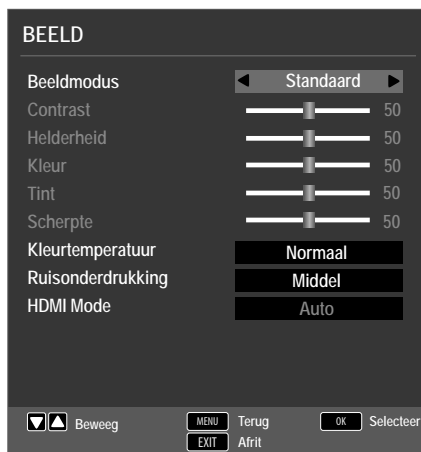 BEELD
Beeldmodus Standaard
Contrast 50
Helderheid 50
Kleur 50
Tint 50
Scherpte 50
Kleurtemperatuur Normaal
Ruisonderdrukking Middel
HDMI Mode Auto
Beweeg MENU Terug OK Selecteer
EXIT Afrit